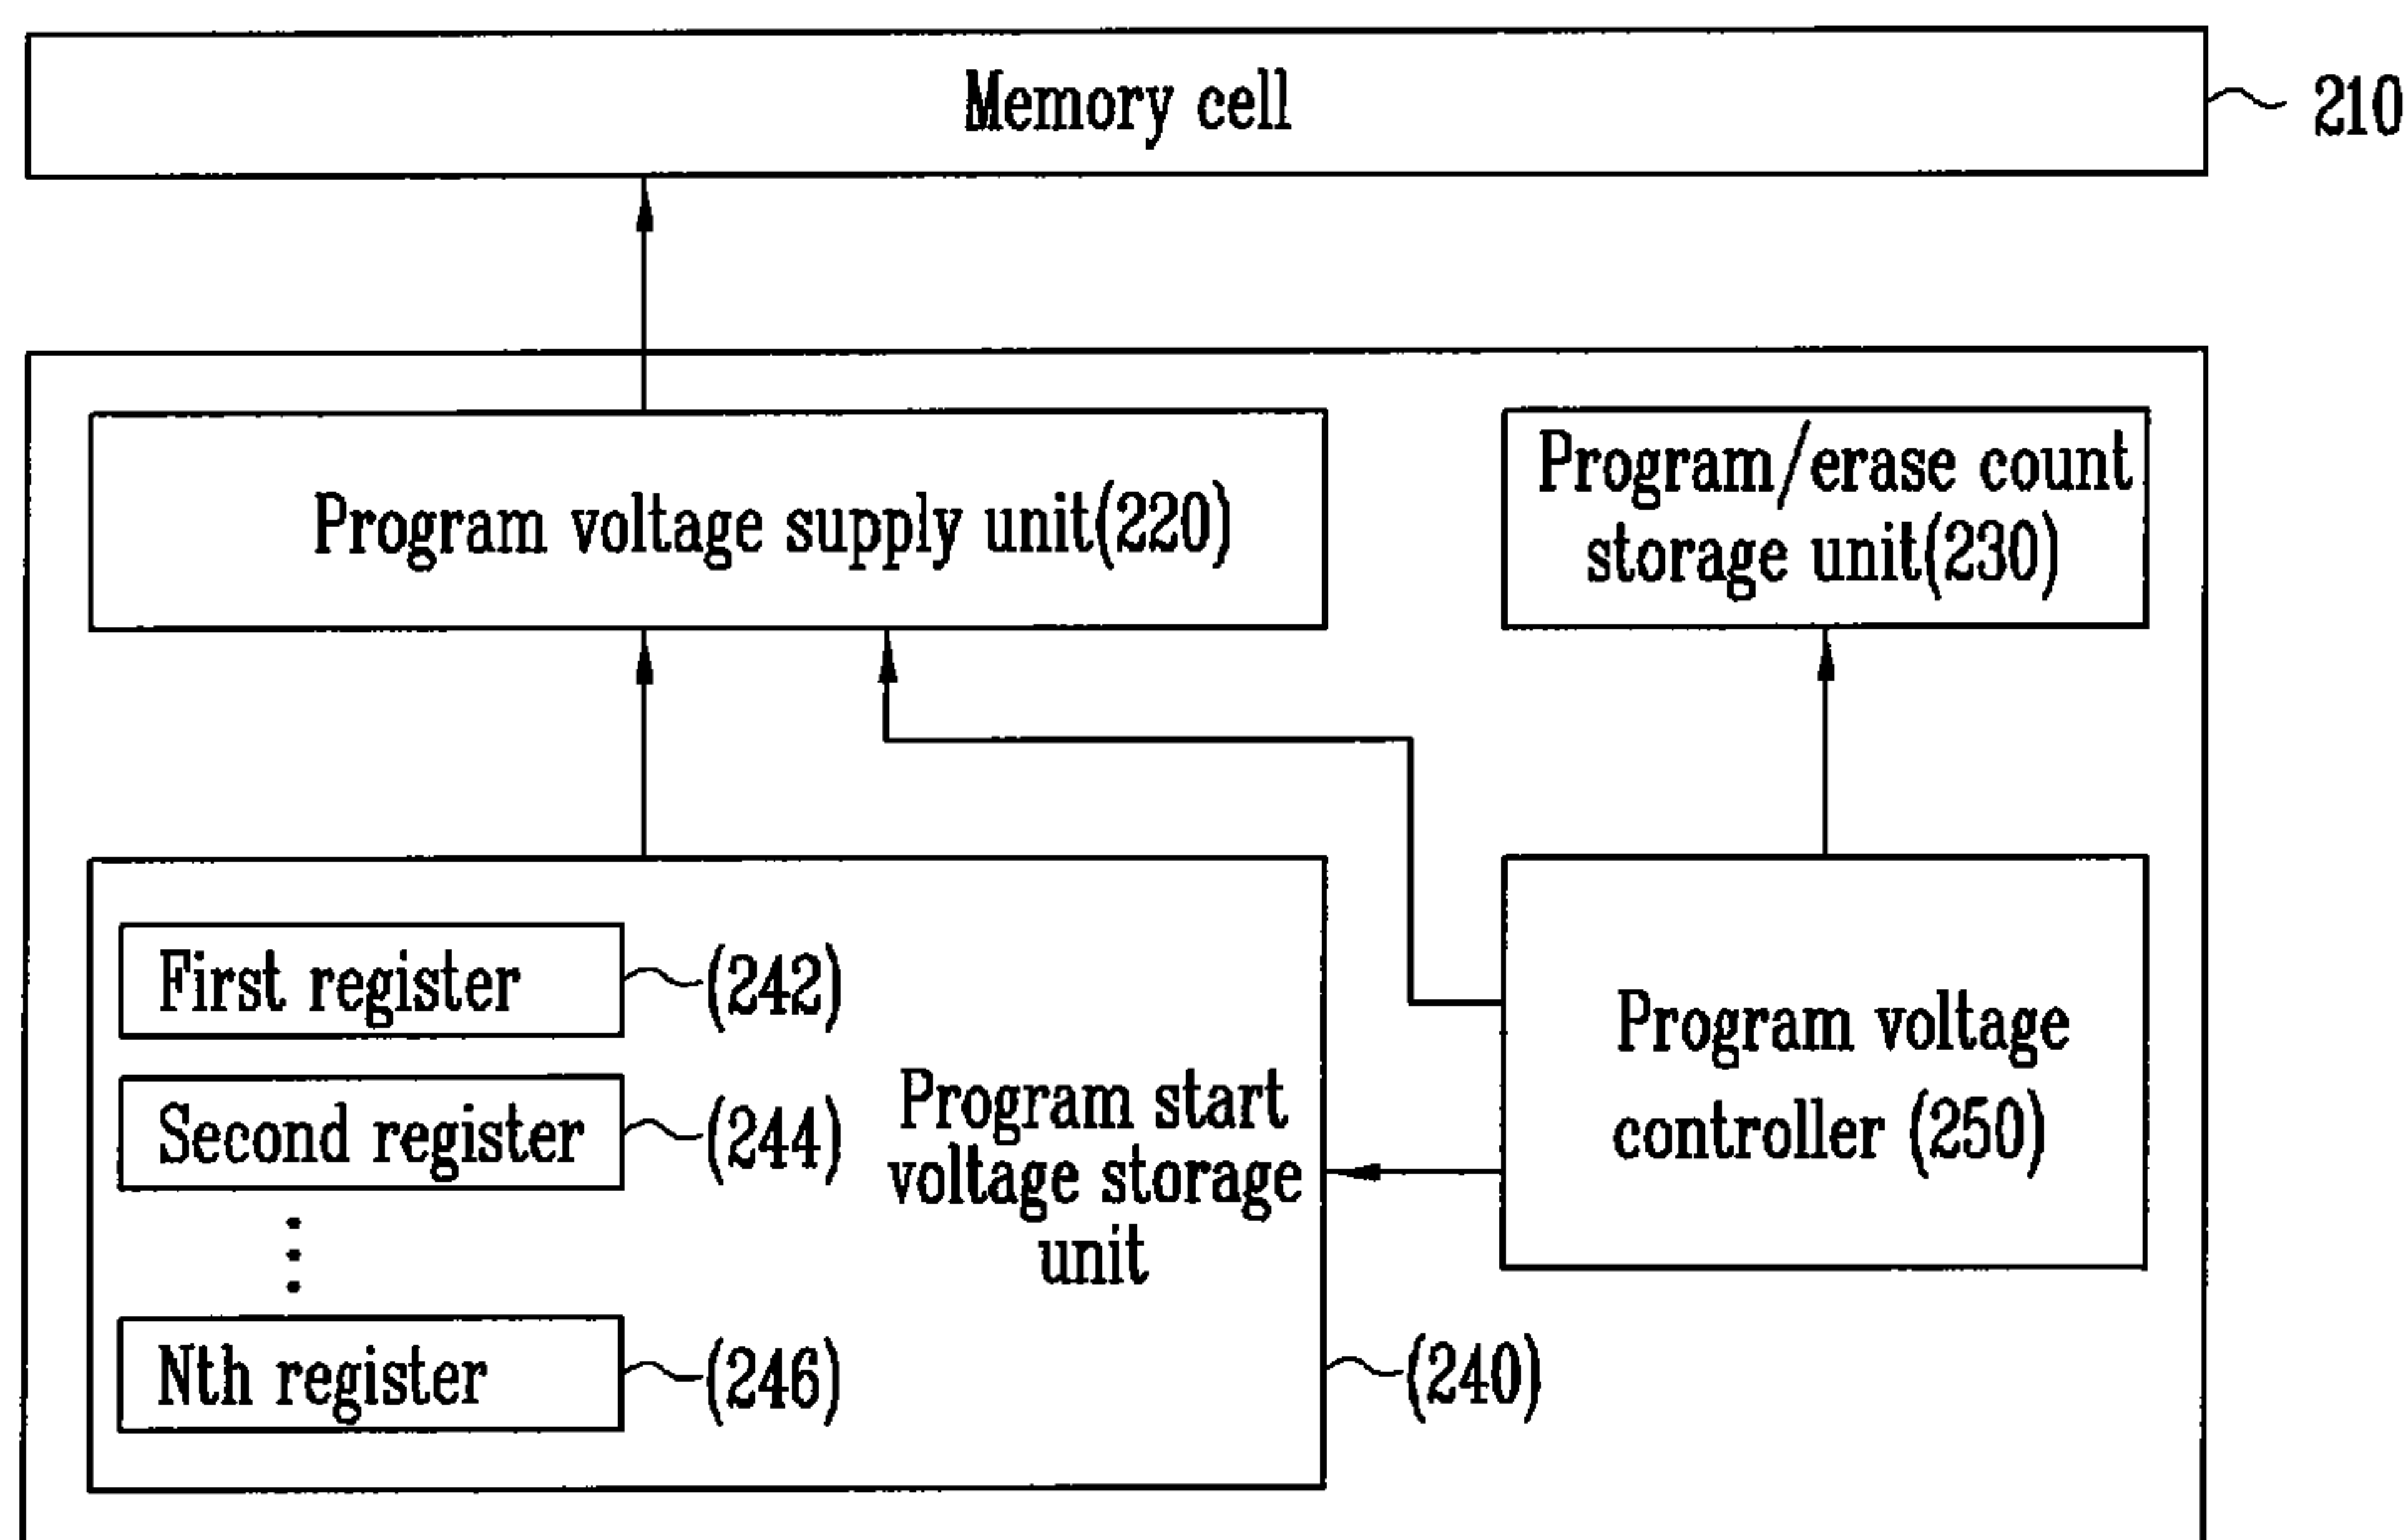 Memory cell
210
Program voltage supply unit(220)
Program/erase count
storage unit(230)
First register
(242)
Second register
(244)
Nth register
(246)
Program start
voltage storage
unit
(240)
Program voltage
controller (250)